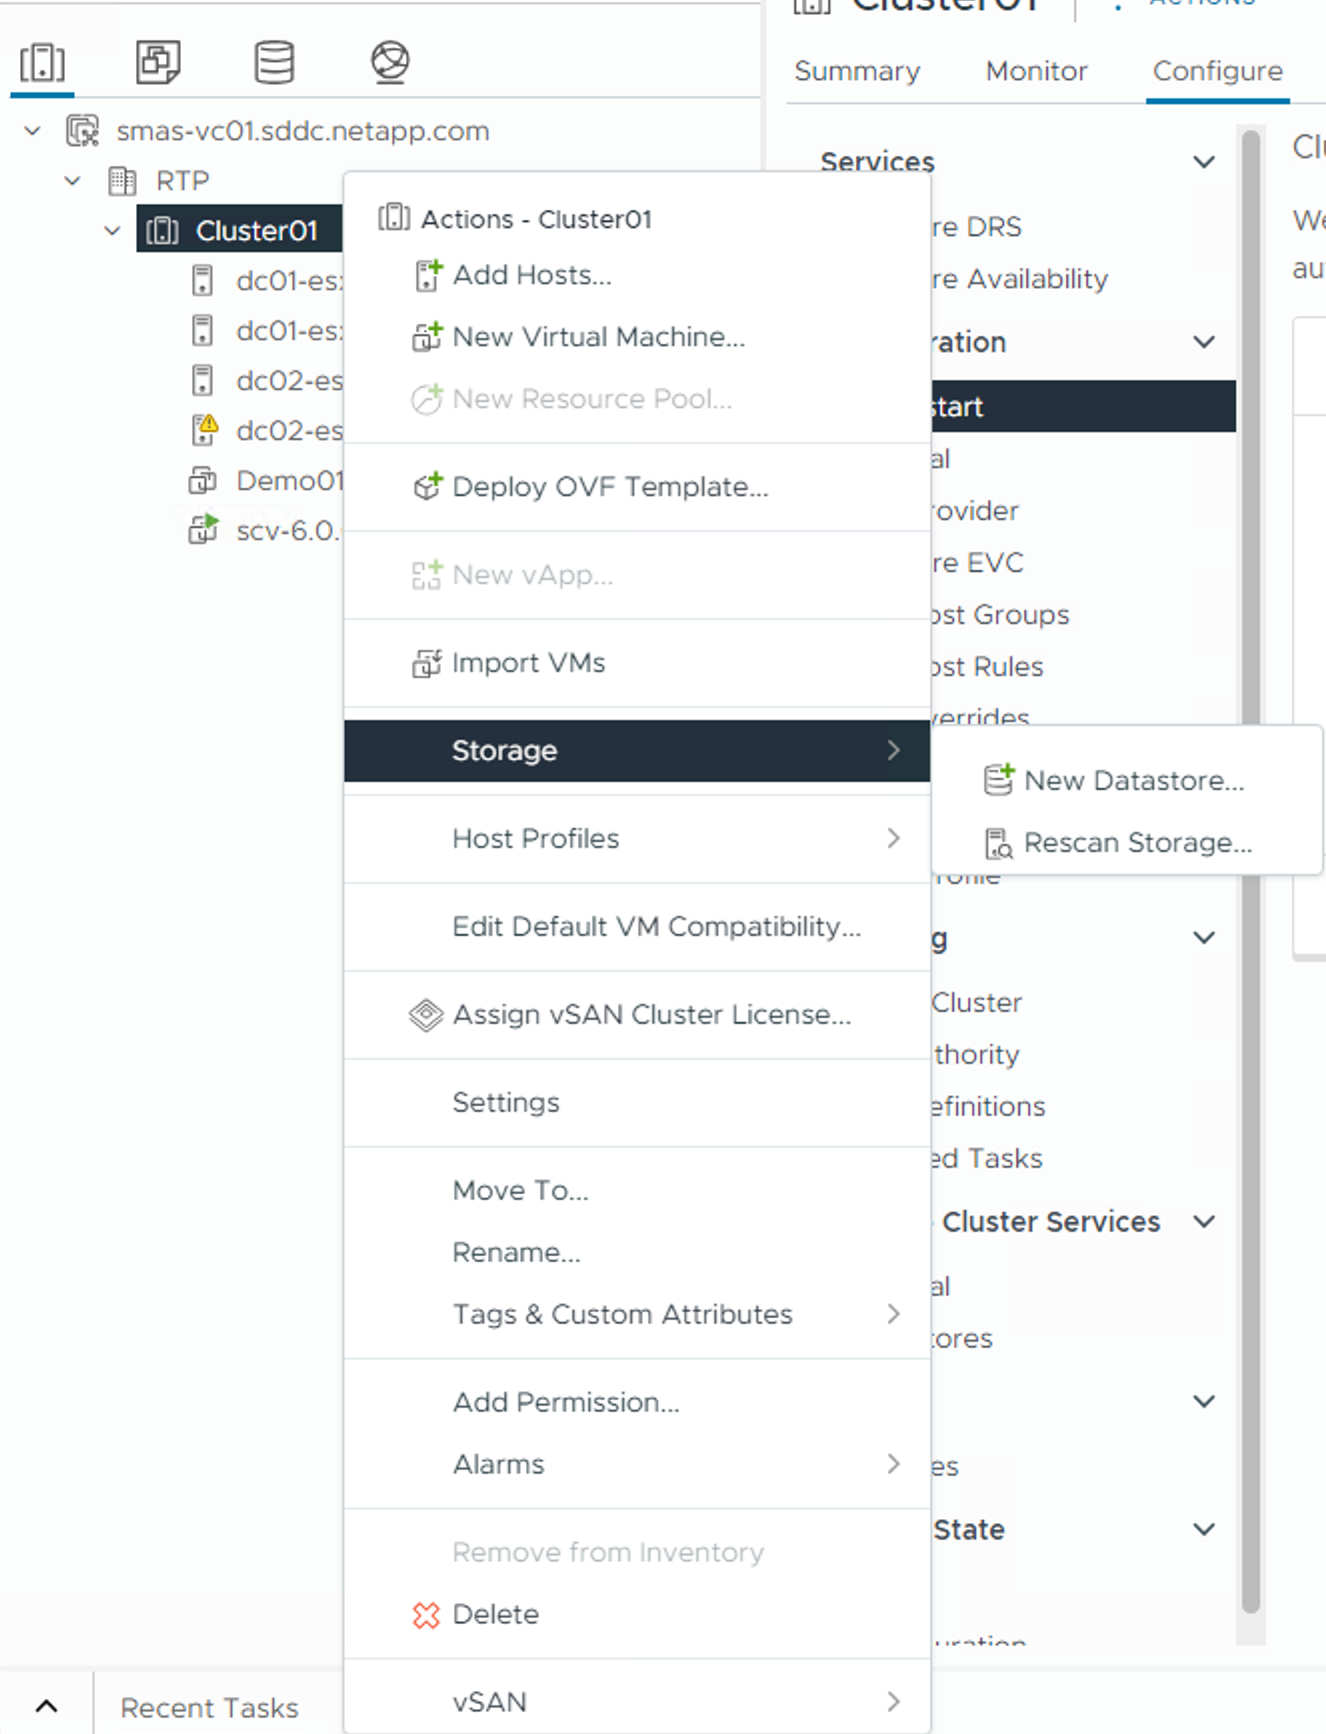 Cluster01
ACTIONS
Summary Monitor Configure
smas-vc01.sddc.netapp.com
RTP
Cluster01
dc01-es
dc01-es
dc02-es
dc02-es
Demo01
scv-6.0.
Actions - Cluster01
Add Hosts...
New Virtual Machine...
New Resource Pool...
Deploy OVF Template...
New vApp...
Import VMs
Storage
Host Profiles
Edit Default VM Compatibility...
Assign vSAN Cluster License...
Settings
Move To...
Rename...
Tags & Custom Attributes
Add Permission...
Alarms
Remove from Inventory
Delete
vSAN
New Datastore...
Rescan Storage...
Services
re DRS
re Availability
ration
start
al
rovider
re EVC
ost Groups
ost Rules
verrides
rofile
g
Cluster
thority
efinitions
ed Tasks
Cluster Services
al
tores
es
State
uration
Clu
We
au
Recent Tasks